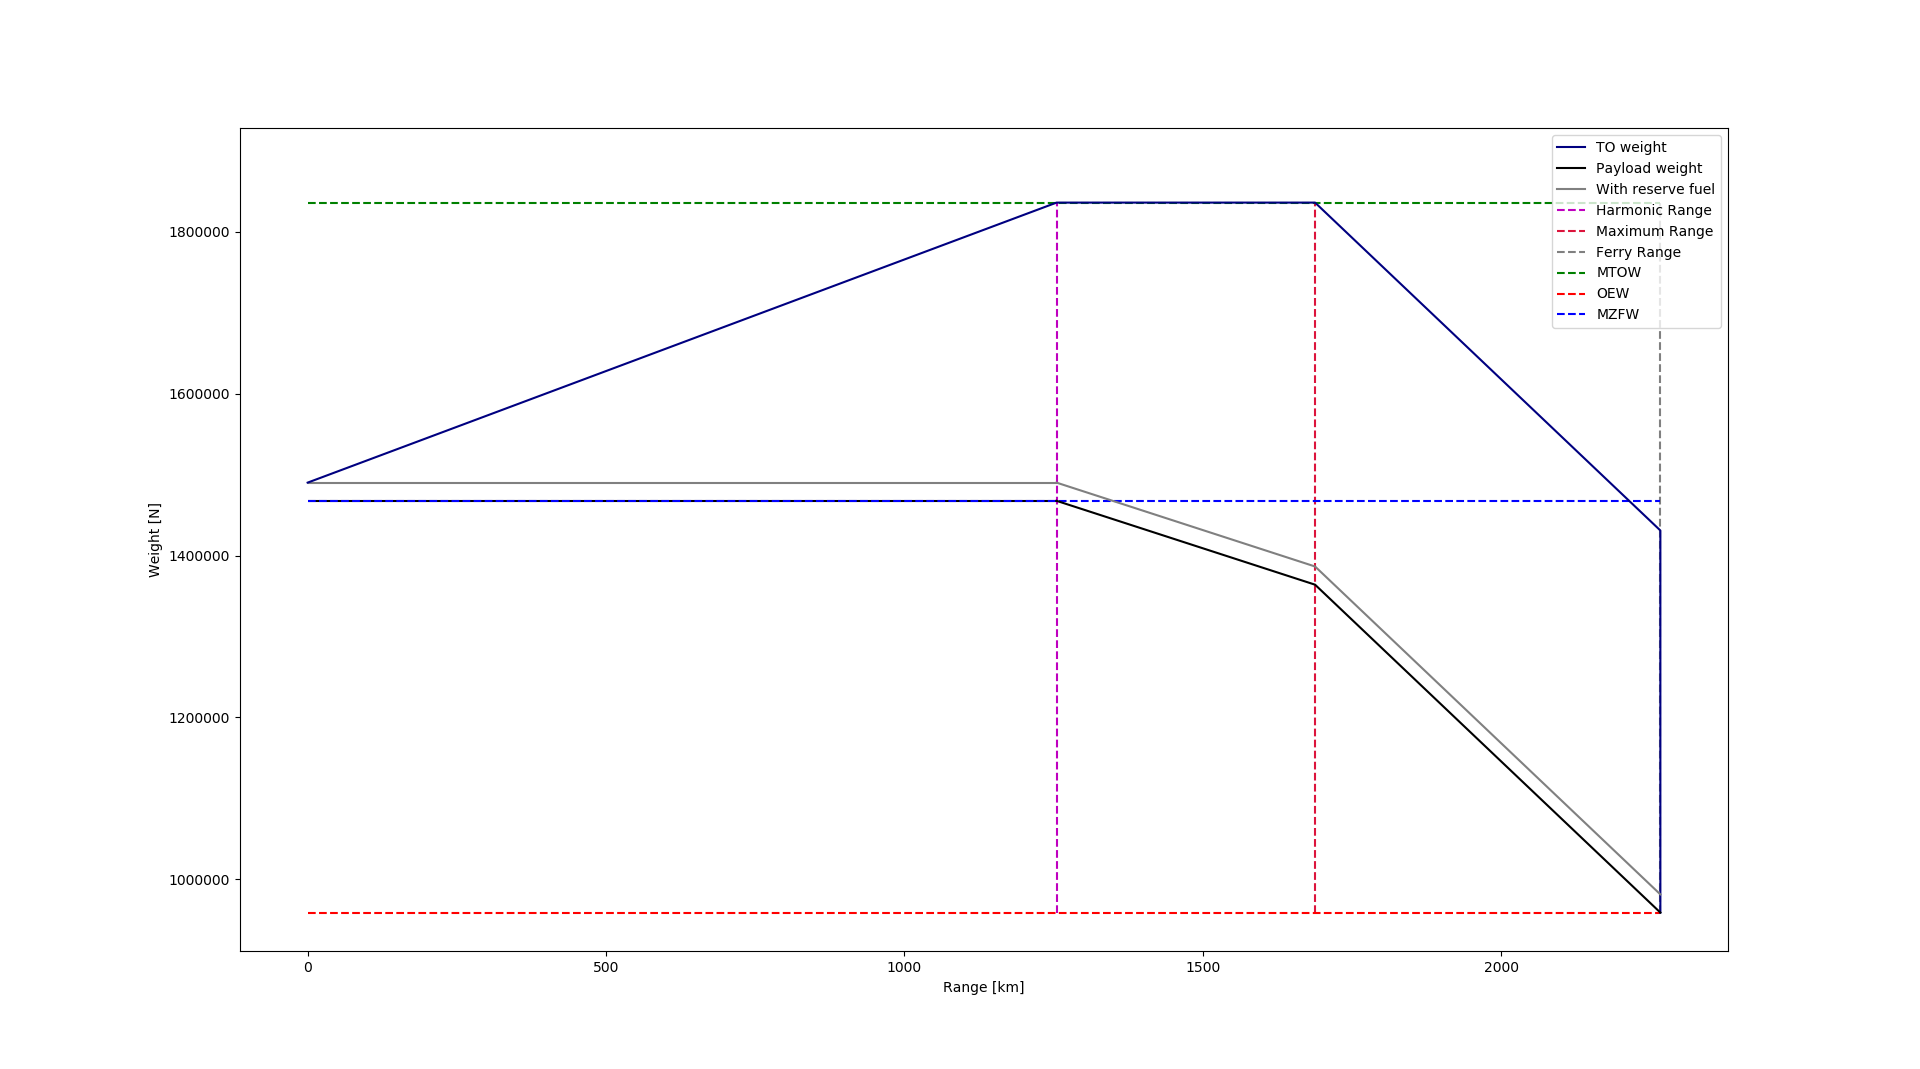 TO weight
Payload weight
With reserve fuel
Harmonic Range
Maximum Range
Ferry Range
MTOW
OEW
MZFW
1800000
1600000
1400000
1200000
1000000
Weight [N]
0 500 1000 1500 2000
Range [km]